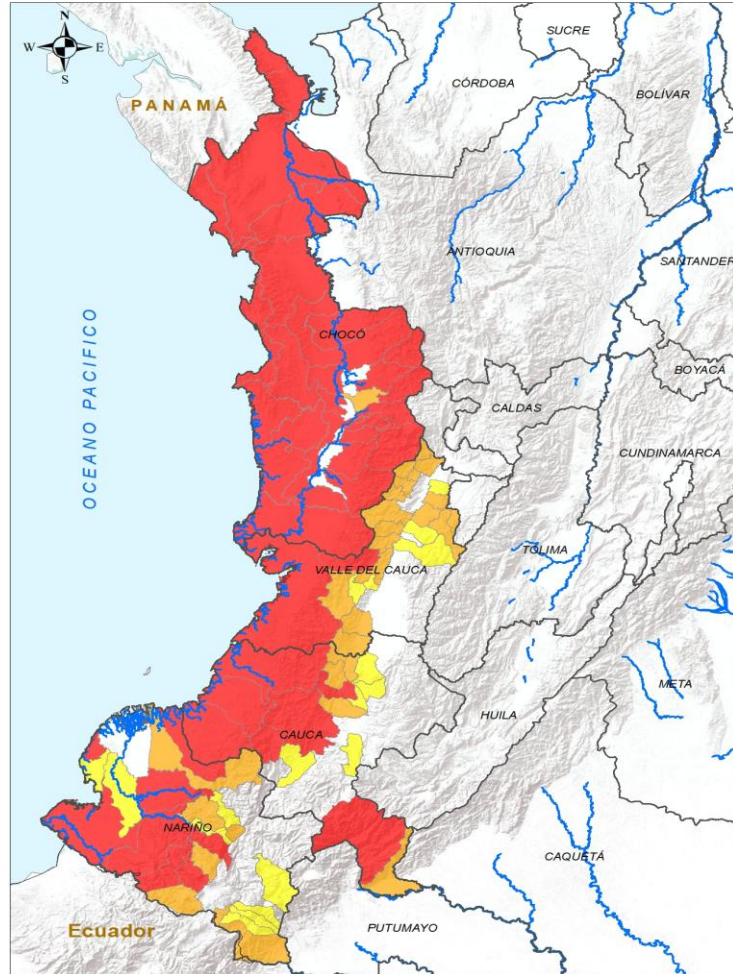 N
W E
S
SUCRE
CÓRDOBA
BOLÍVAR
PANAMÁ
ANTIOQUIA
SANTANDER
OCEANO PACIFICO
CHOCÓ
BOYACÁ
CALDAS
CUNDINAMARCA
TOLIMA
VALLE DEL CAUCA
META
HUILA
CAUCA
NARIÑO
CAQUETÁ
PUTUMAYO
Ecuador